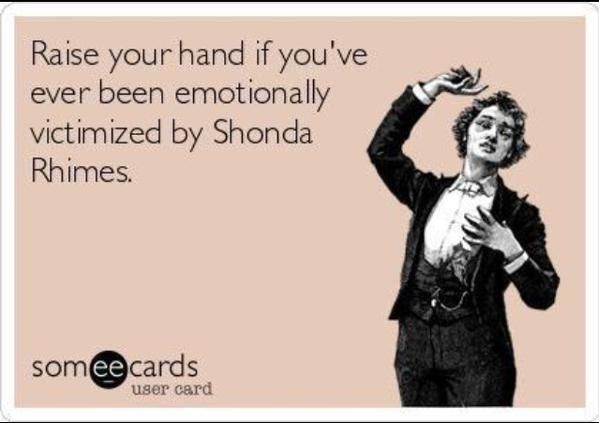 Raise your hand if you've
ever been emotionally
victimized by Shonda
Rhimes.
someecards
user card